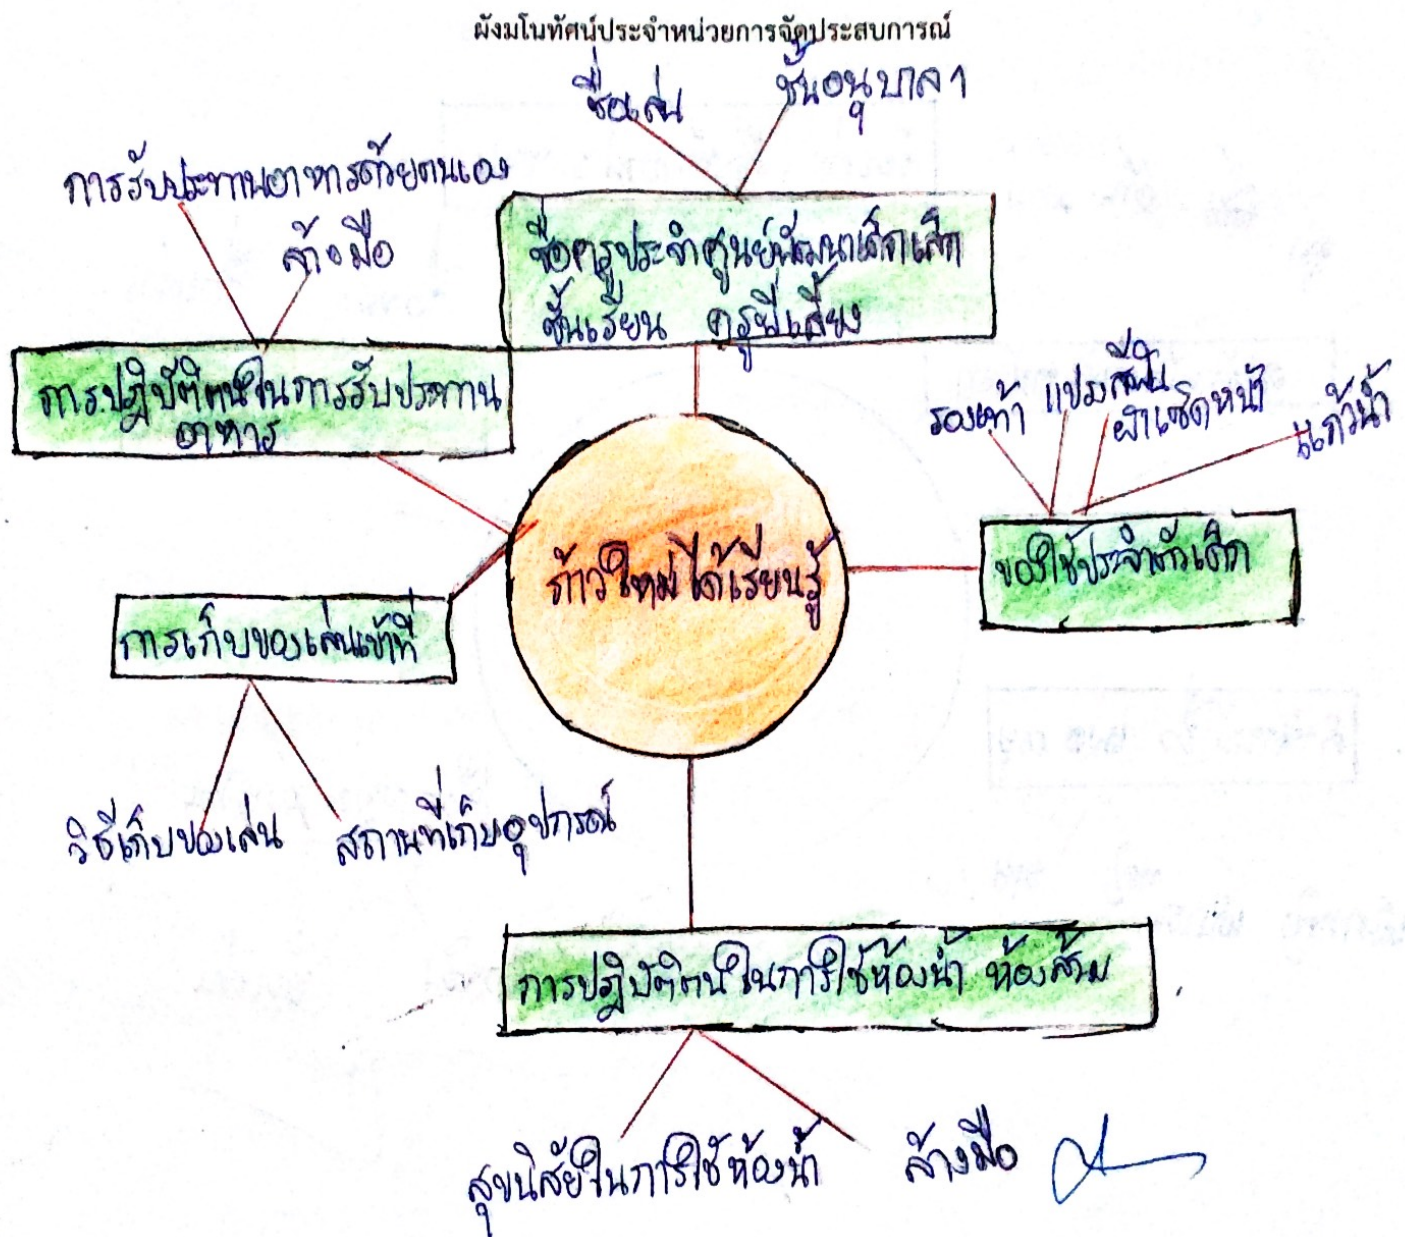 ผังมโนทัศน์ประจำหน่วยการจัดประสบการณ์
ชื่อเล่น
ชั้นอนุบาล 1
การรับประทานอาหารด้วยตนเอง
ล้างมือ
ชื่อครูประจำศูนย์พัฒนาเด็กเล็ก
ชั้นเรียน ครูพี่เลี้ยง
การปฏิบัติตนในการรับประทาน
อาหาร
รองเท้า
แปรงสีฟัน
ผ้าเช็ดหน้า
แก้วน้ำ
ก้าวใหม่ได้เรียนรู้
ของใช้ประจำตัวเด็ก
การเก็บของเล่นเข้าที่
วิธีเก็บของเล่น
สถานที่เก็บอุปกรณ์
การปฏิบัติตนในการใช้ห้องน้ำ ห้องส้วม
สุขนิสัยในการใช้ห้องน้ำ
ล้างมือ